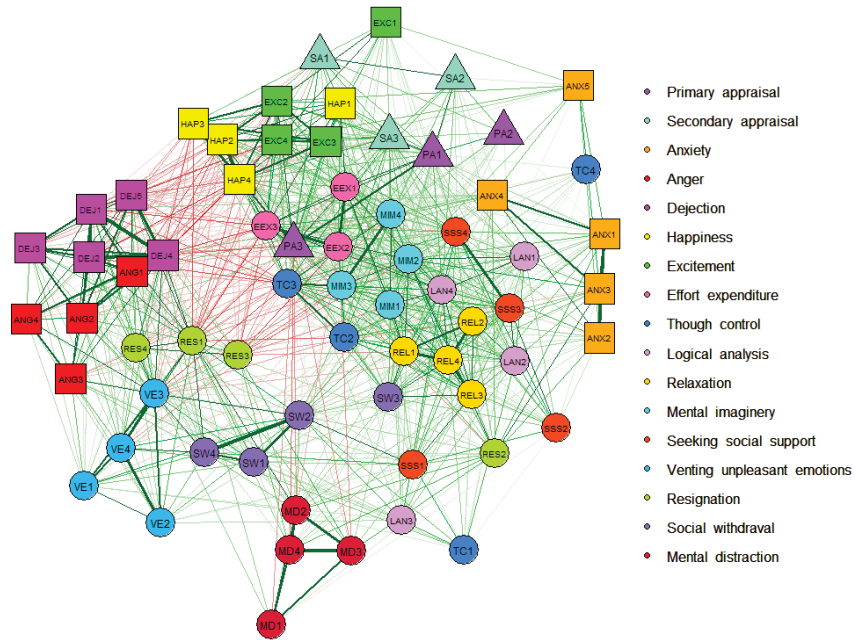 EXC1
SA1
SA2
ANX5
HAP3
EXC2
HAP1
HAP2
EXC4
EXC3
SA3
PA1
PA2
TC4
HAP4
EEX1
ANX4
DEJ5
DEJ1
MIM4
EEX3
SSS4
ANX1
DEJ3
DEJ2
DEJ4
PA3
EEX2
MIM2
LAN1
ANG1
TC3
MIM3
LAN4
ANX3
MIM1
SSS3
ANG4
ANG2
REL2
ANX2
RES4
RES1
RES3
TC2
REL1
REL4
LAN2
ANG3
VE3
SW3
REL3
SW2
SSS2
VE4
SW4
SW1
SSS1
RES2
VE1
VE2
MD2
LAN3
MD4
MD3
TC1
MD1
Primary appraisal
Secondary appraisal
Anxiety
Anger
Dejection
Happiness
Excitement
Effort expenditure
Though control
Logical analysis
Relaxation
Mental imaginery
Seeking social support
Venting unpleasant emotions
Resignation
Social withdrawal
Mental distraction